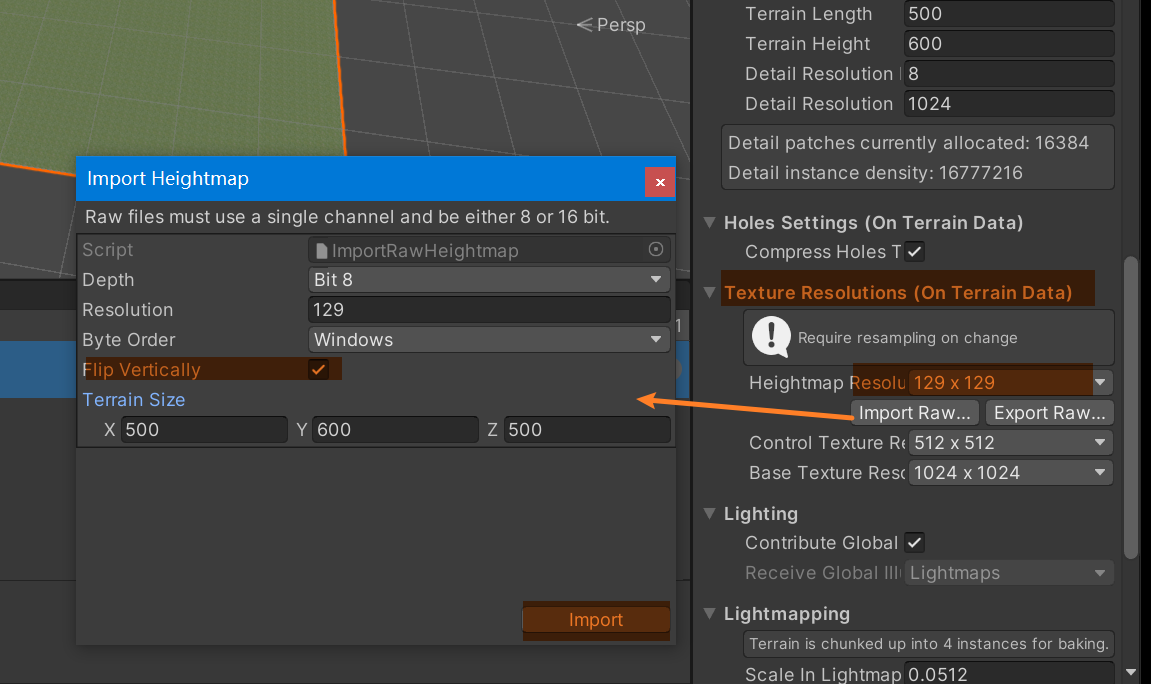 Persp
Import Heightmap
Raw files must use a single channel and be either 8 or 16 bit.
Script ImportRawHeightmap
Depth Bit 8
Resolution 129
Byte Order Windows
Flip Vertically
Terrain Size
X 500 Y 600 Z 500
Import
1
Terrain Length 500
Terrain Height 600
Detail Resolution 8
Detail Resolution 1024
Detail patches currently allocated: 16384
Detail instance density: 16777216
Holes Settings (On Terrain Data)
Compress Holes T
Texture Resolutions (On Terrain Data)
Require resampling on change
Heightmap Resolu 129 x 129
Import Raw... Export Raw...
Control Texture Re 512 x 512
Base Texture Reso 1024 x 1024
Lighting
Contribute Global
Receive Global Illu Lightmaps
Lightmapping
Terrain is chunked up into 4 instances for baking.
Scale In Lightmap 0.0512